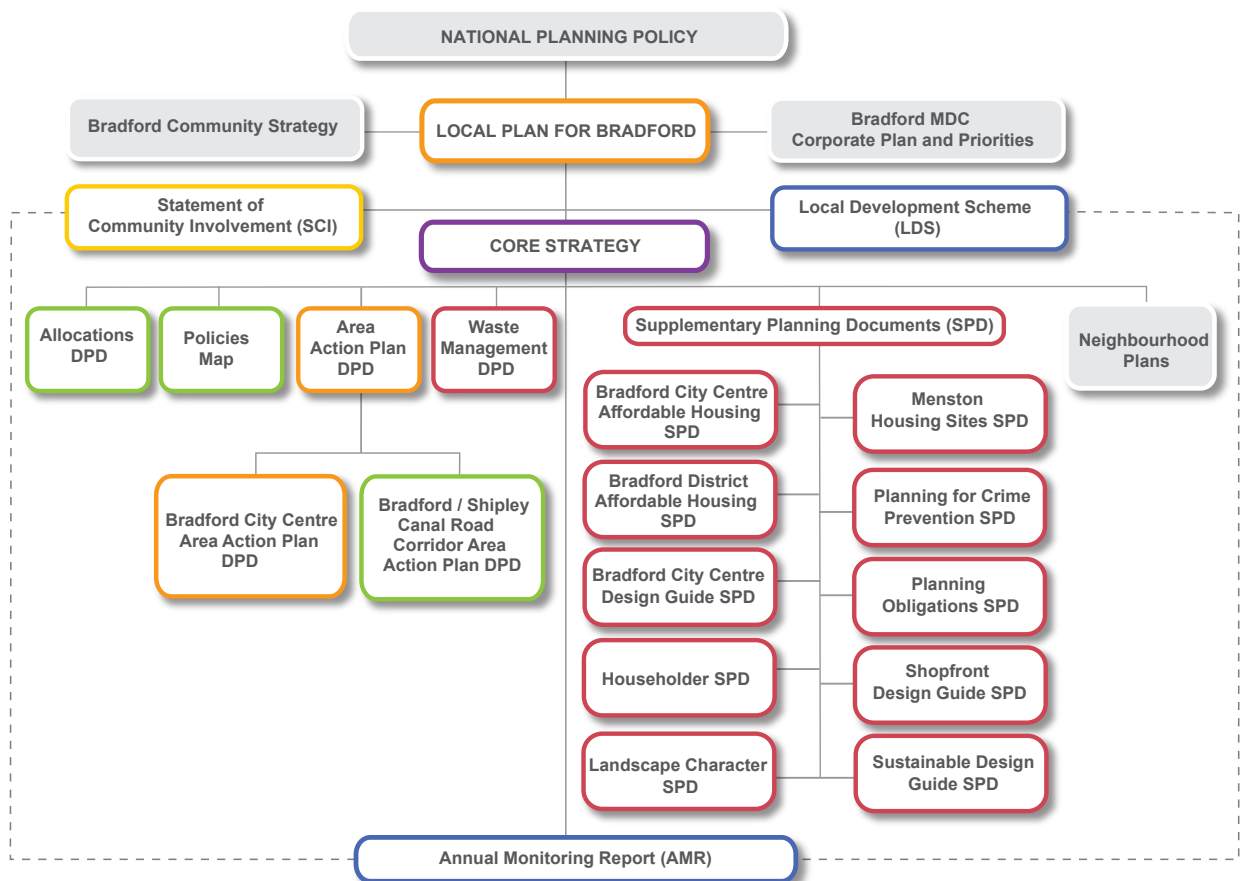 NATIONAL PLANNING POLICY
Bradford Community Strategy
LOCAL PLAN FOR BRADFORD
Bradford MDC
Corporate Plan and Priorities
Statement of
Community Involvement (SCI)
Local Development Scheme
(LDS)
CORE STRATEGY
Allocations
DPD
Policies
Map
Area
Action Plan
DPD
Waste
Management
DPD
Supplementary Planning Documents (SPD)
Neighbourhood
Plans
Bradford City Centre
Area Action Plan
DPD
Bradford / Shipley
Canal Road
Corridor Area
Action Plan DPD
Bradford City Centre
Affordable Housing
SPD
Menston
Housing Sites SPD
Bradford District
Affordable Housing
SPD
Planning for Crime
Prevention SPD
Bradford City Centre
Design Guide SPD
Planning
Obligations SPD
Householder SPD
Shopfront
Design Guide SPD
Landscape Character
SPD
Sustainable Design
Guide SPD
Annual Monitoring Report (AMR)